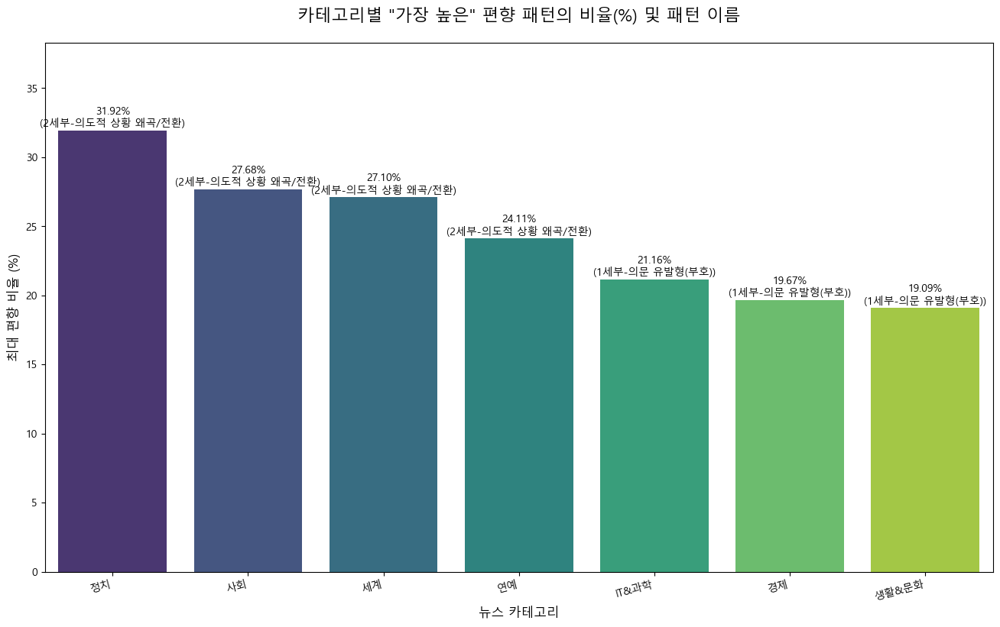 카테고리별 "가장 높은" 편향 패턴의 비율(%) 및 패턴 이름
최대 편향 비율 (%)
35
30
25
20
15
10
5
0
31.92%
(2세부-의도적 상황 왜곡/전환)
27.68%
(2세부-의도적 상황 왜곡/전환)
27.10%
(2세부-의도적 상황 왜곡/전환)
24.11%
(2세부-의도적 상황 왜곡/전환)
21.16%
(1세부-의문 유발형(부호))
19.67%
(1세부-의문 유발형(부호))
19.09%
(1세부-의문 유발형(부호))
정치
사회
세계
연예
IT&과학
경제
생활&문화
뉴스 카테고리